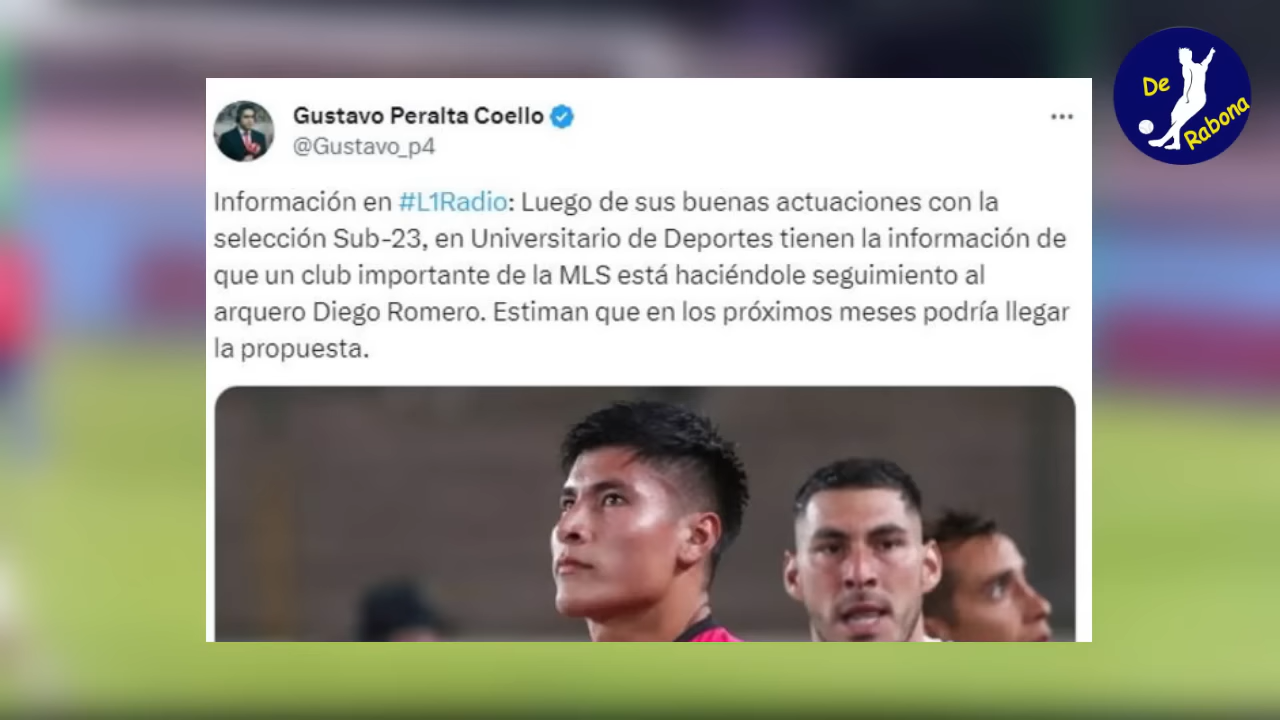 De
Rabona
Gustavo Peralta Coello
@Gustavo_p4
Información en #L1Radio: Luego de sus buenas actuaciones con la
selección Sub-23, en Universitario de Deportes tienen la información de
que un club importante de la MLS está haciéndole seguimiento al
arquero Diego Romero. Estiman que en los próximos meses podría llegar
la propuesta.